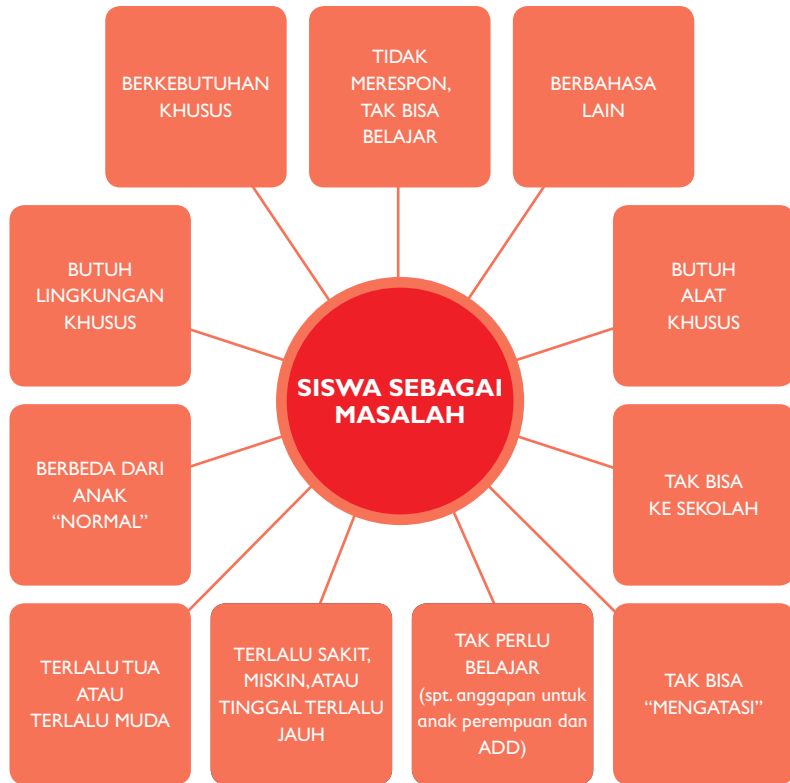 BERKEBUTUHAN
KHUSUS
TIDAK
MERESPON,
TAK BISA
BELAJAR
BERBAHASA
LAIN
BUTUH
LINGKUNGAN
KHUSUS
BUTUH
ALAT
KHUSUS
SISWA SEBAGAI
MASALAH
BERBEDA DARI
ANAK
“NORMAL”
TAK BISA
KE SEKOLAH
TERLALU TUA
ATAU
TERLALU MUDA
TERLALU SAKIT,
MISKIN, ATAU
TINGGAL TERLALU
JAUH
TAK PERLU
BELAJAR
(spt. anggapan untuk
anak perempuan dan
ADD)
TAK BISA
“MENGATASI”